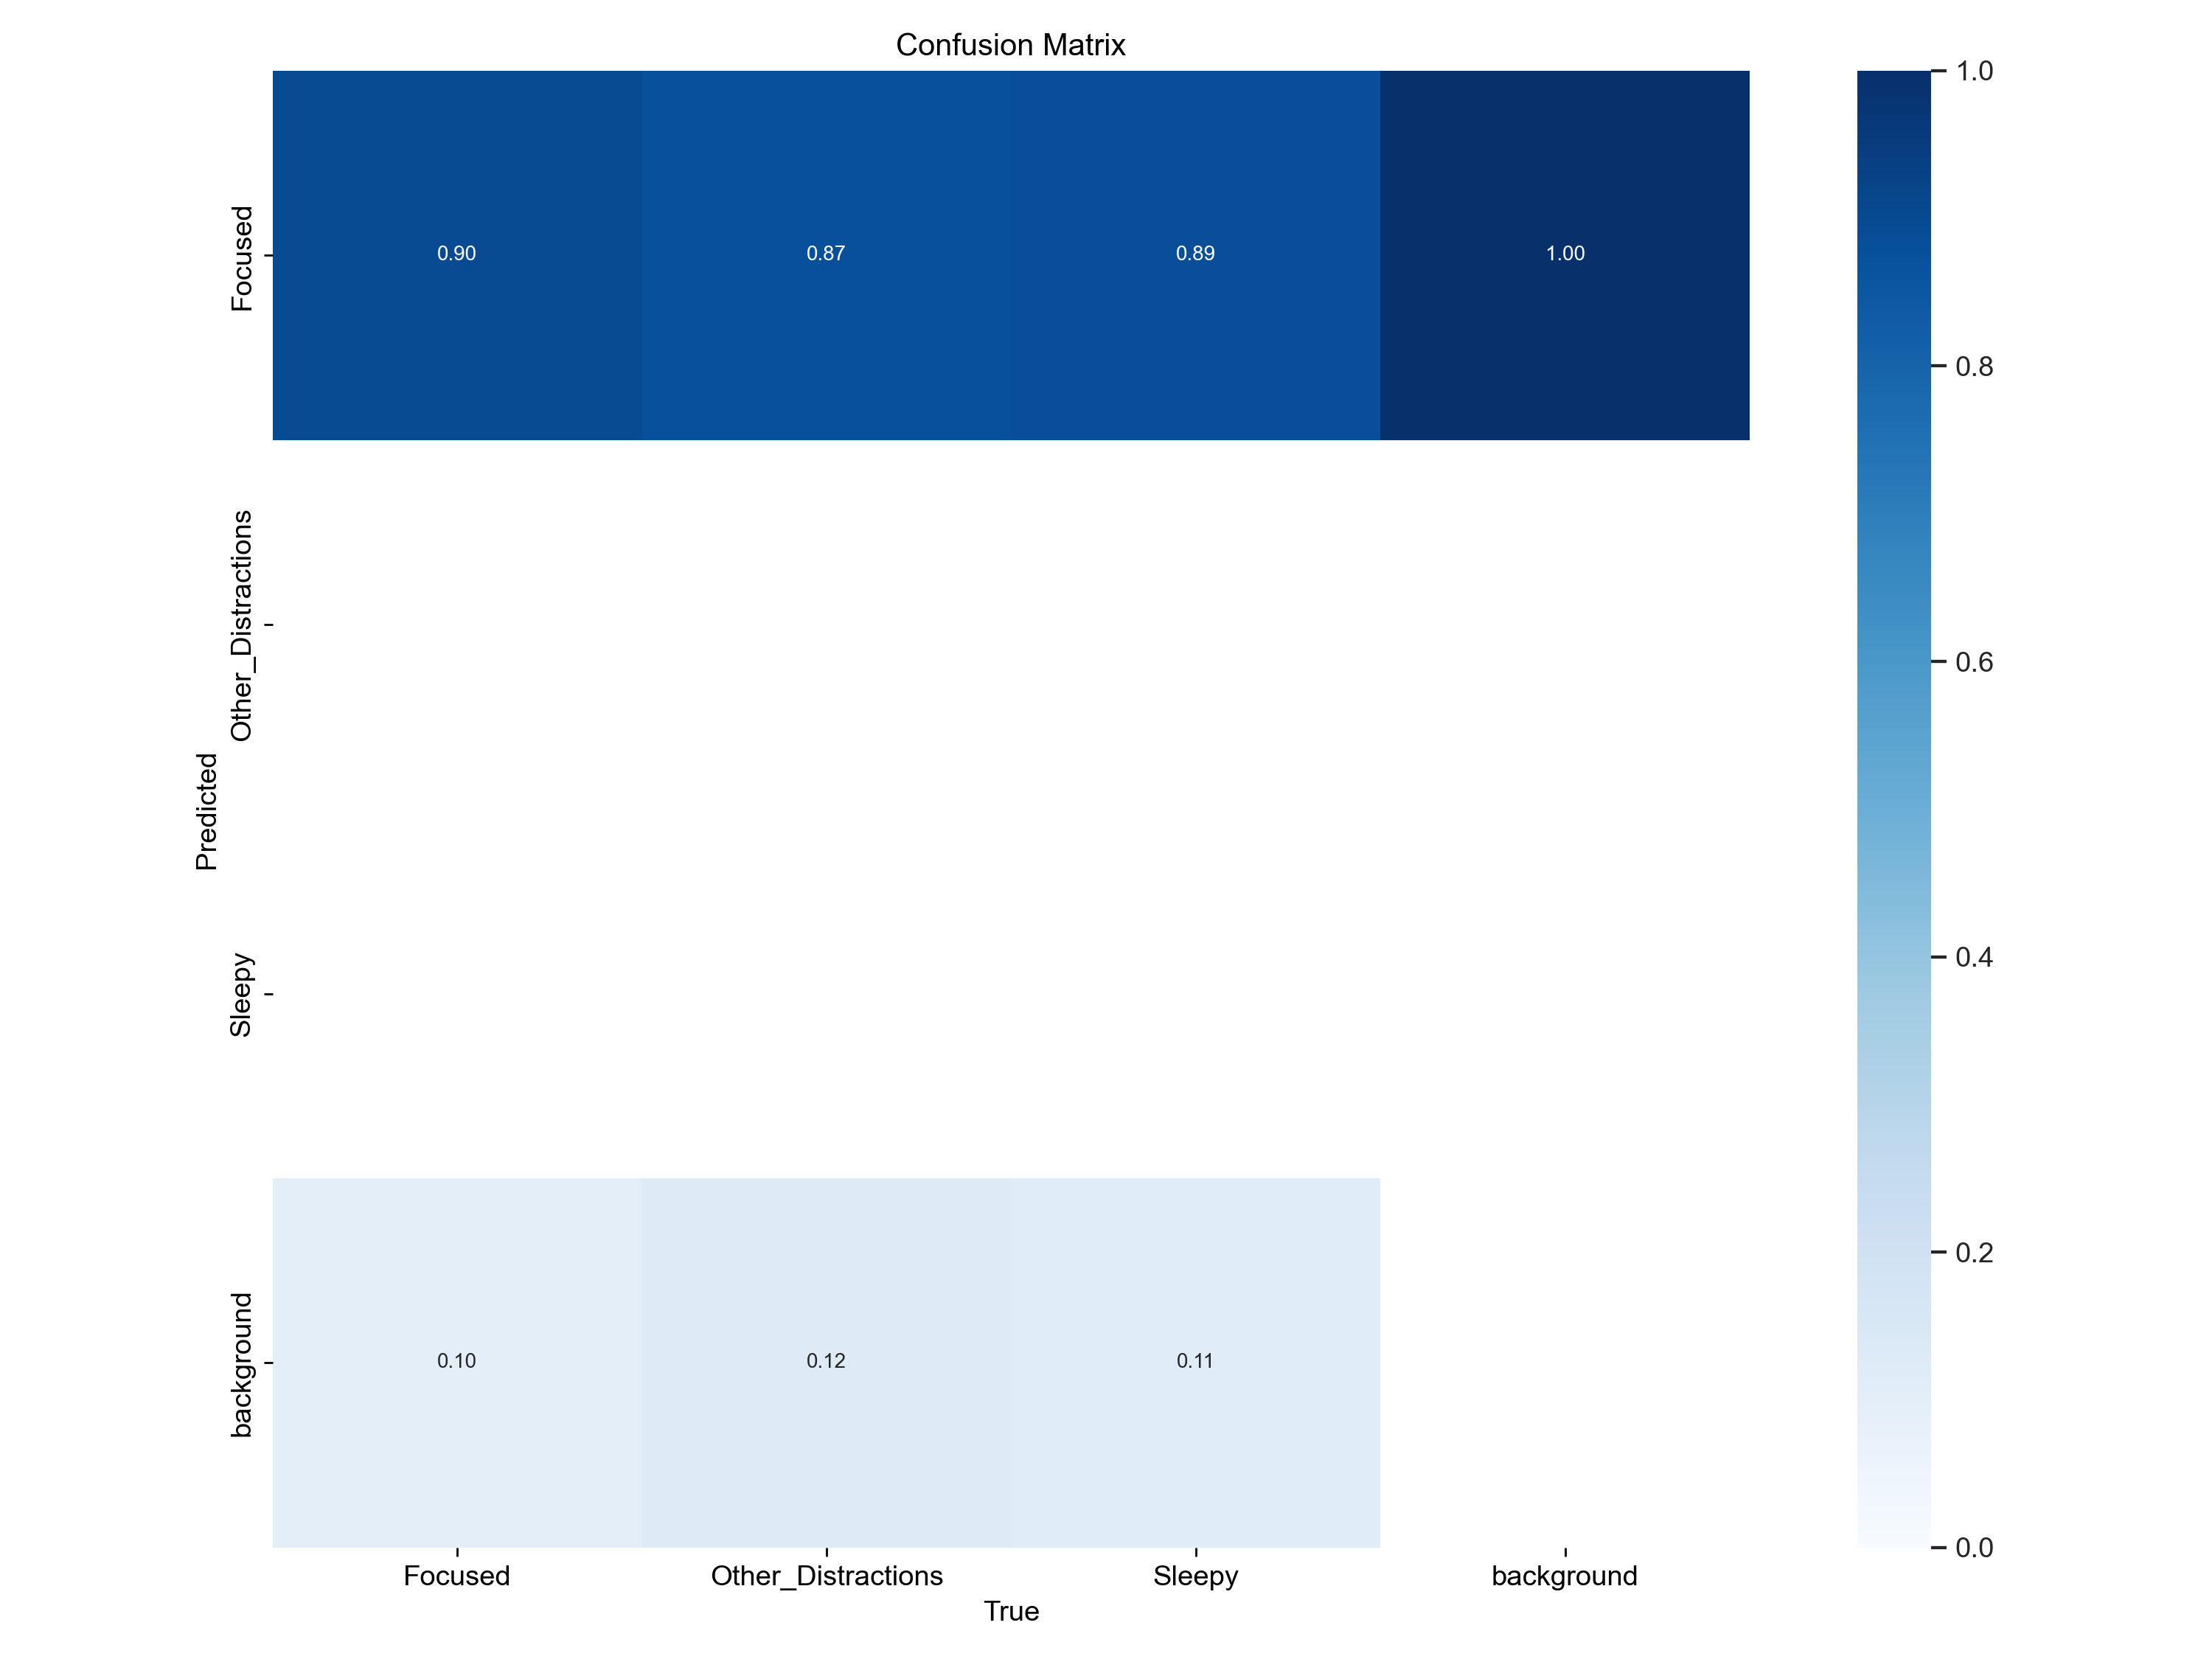 Confusion Matrix
Focused
0.90
0.87
0.89
1.00
Other_Distractions
Predicted
Sleepy
background
0.10
0.12
0.11
Focused
Other_Distractions
Sleepy
background
True
1.0
0.8
0.6
0.4
0.2
0.0